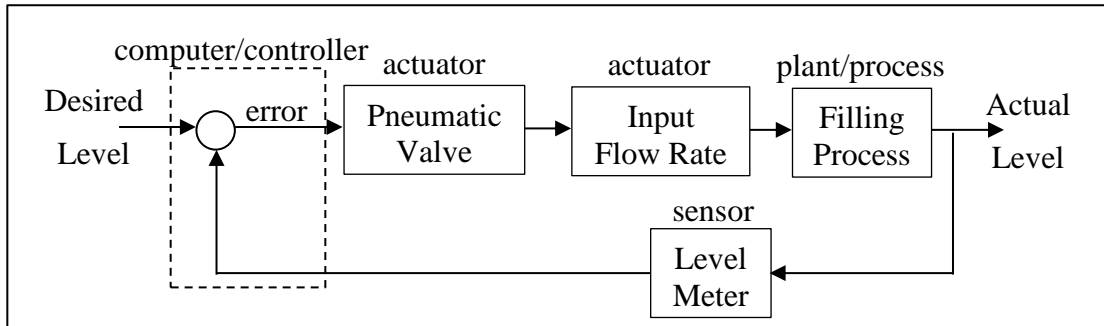 computer/controller
actuator
actuator
plant/process
Desired
Level
error
Pneumatic
Valve
Input
Flow Rate
Filling
Process
Actual
Level
sensor
Level
Meter